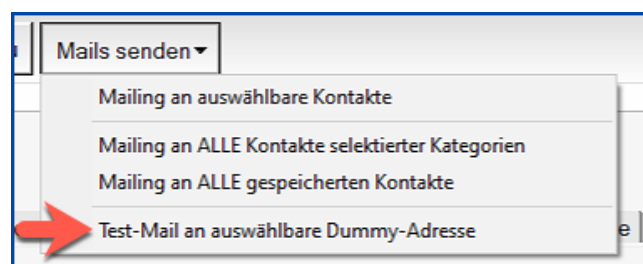 Mails senden
Mailing an auswählbare Kontakte
Mailing an ALLE Kontakte selektierter Kategorien
Mailing an ALLE gespeicherten Kontakte
Test-Mail an auswählbare Dummy-Adresse
e